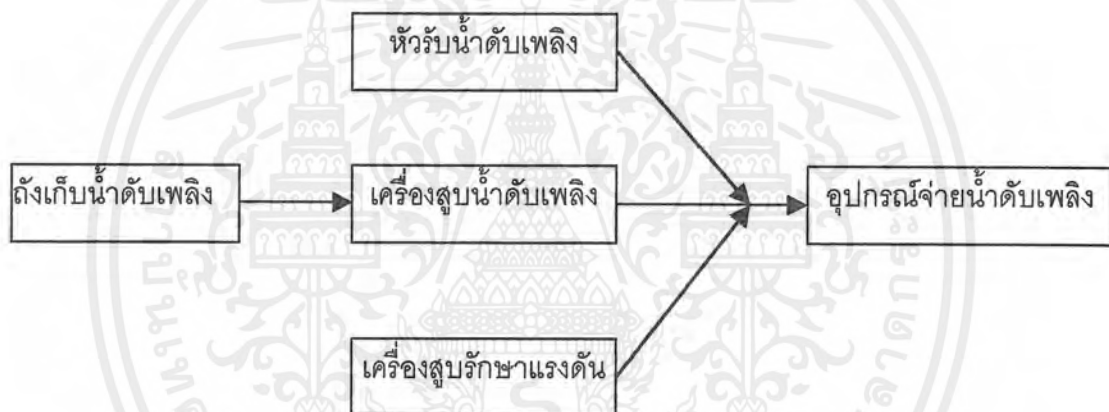 หัวรับน้ำดับเพลิง
ถังเก็บน้ำดับเพลิง
เครื่องสูบน้ำดับเพลิง
อุปกรณ์จ่ายน้ำดับเพลิง
เครื่องสูบรักษาแรงดัน